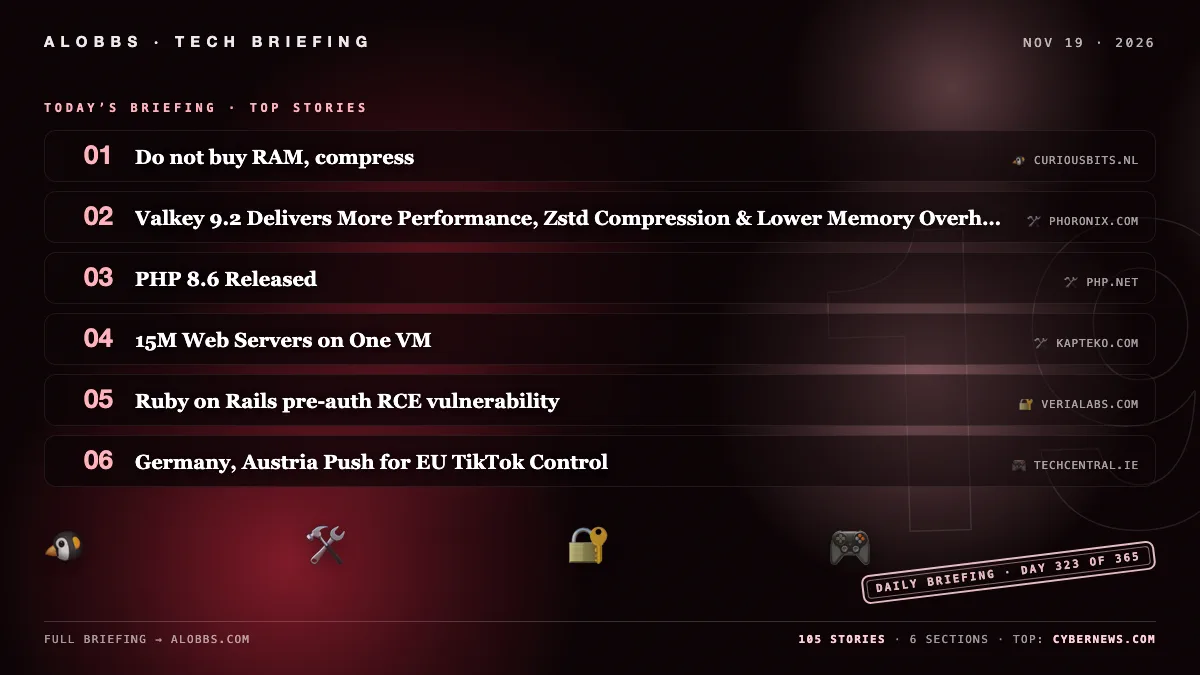 ALOBBS · TECH BRIEFING
NOV 19 · 2026
TODAY’S BRIEFING · TOP STORIES
01 Do not buy RAM, compress CURIOUSBITS.NL
02 Valkey 9.2 Delivers More Performance, Zstd Compression & Lower Memory Overh... PHORONIX.COM
03 PHP 8.6 Released PHP.NET
04 15M Web Servers on One VM KAPTEKO.COM
05 Ruby on Rails pre-auth RCE vulnerability VERIALABS.COM
06 Germany, Austria Push for EU TikTok Control TECHCENTRAL.IE
19
DAILY BRIEFING · DAY 323 OF 365
FULL BRIEFING → ALOBBS.COM
105 STORIES · 6 SECTIONS · TOP: CYBERNEWS.COM